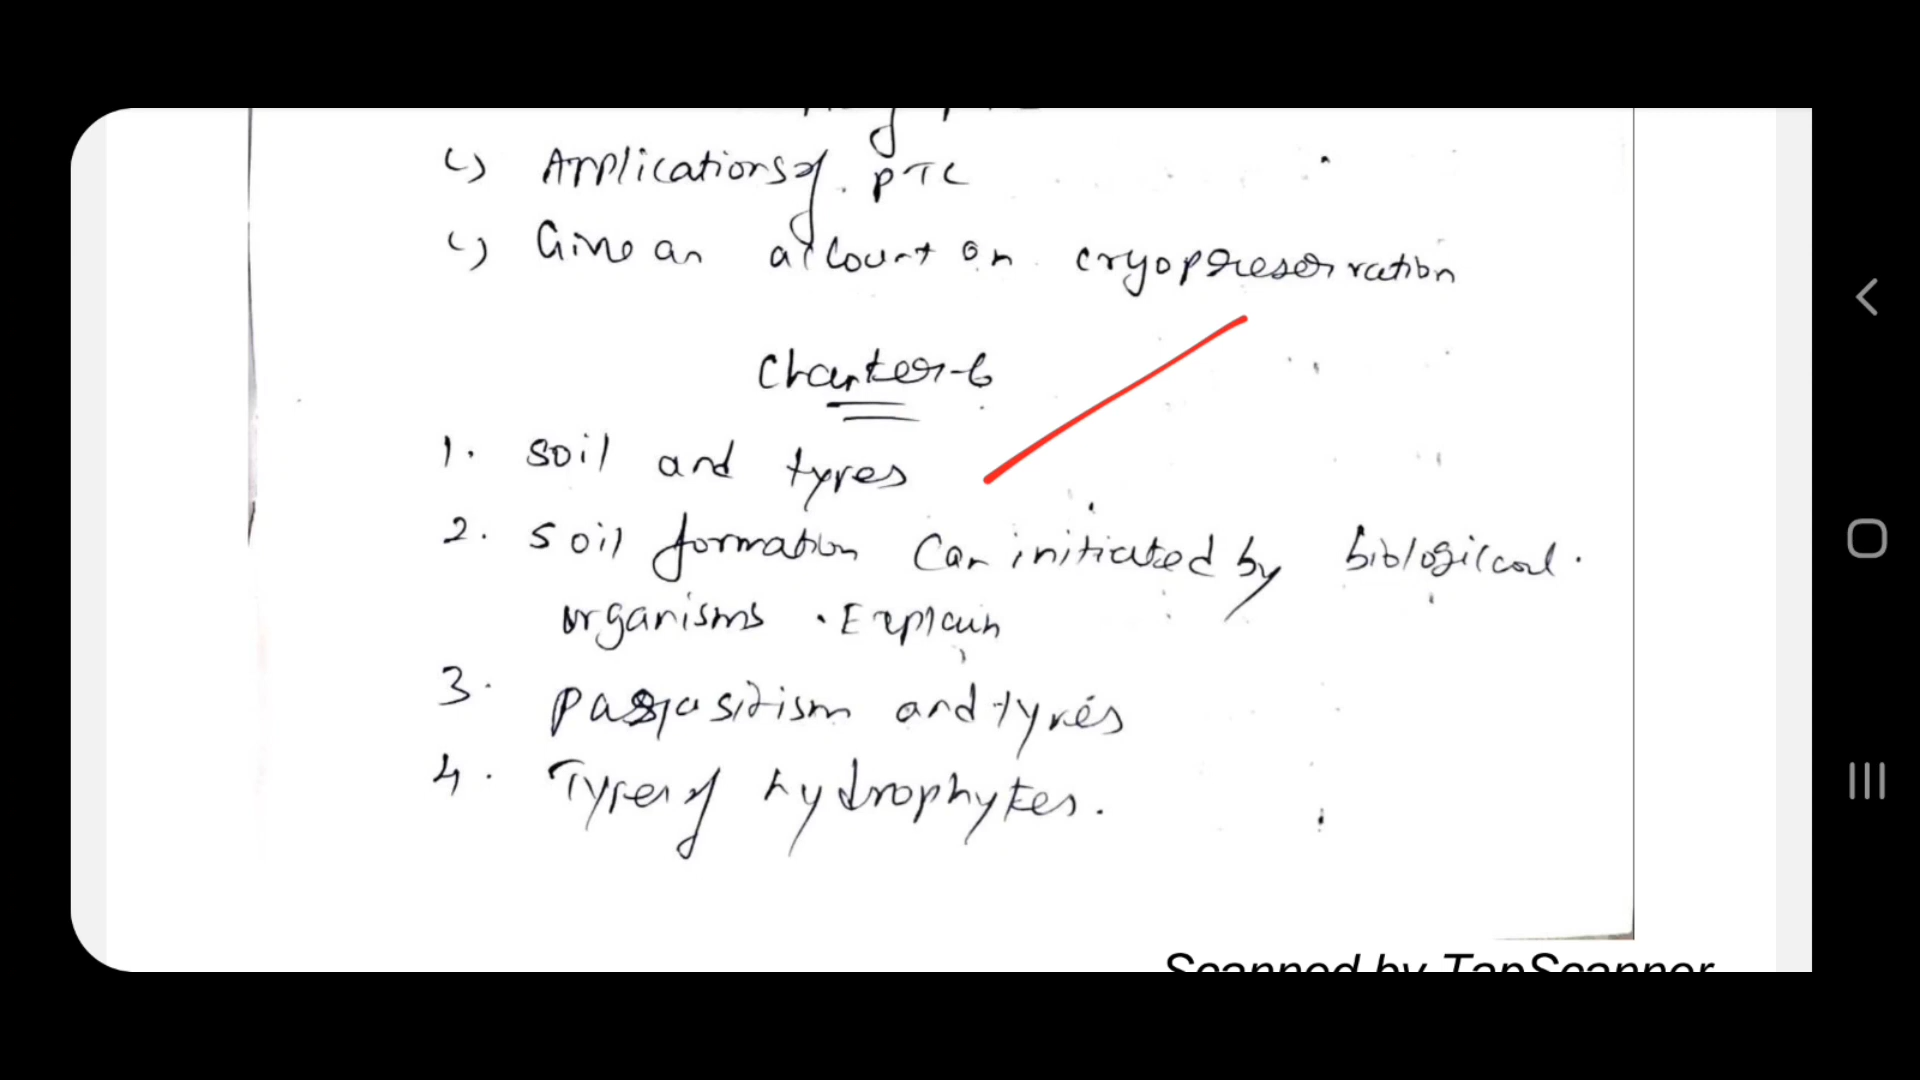 c) Applications of PTC
c) Give an account on cryopreservation
Chapter-6
1. soil and types
2. soil formation can initiated by biological.
organisms. Explain
3. parasitism and types
4. Types of hydrophytes.
Scanned by TapScanner